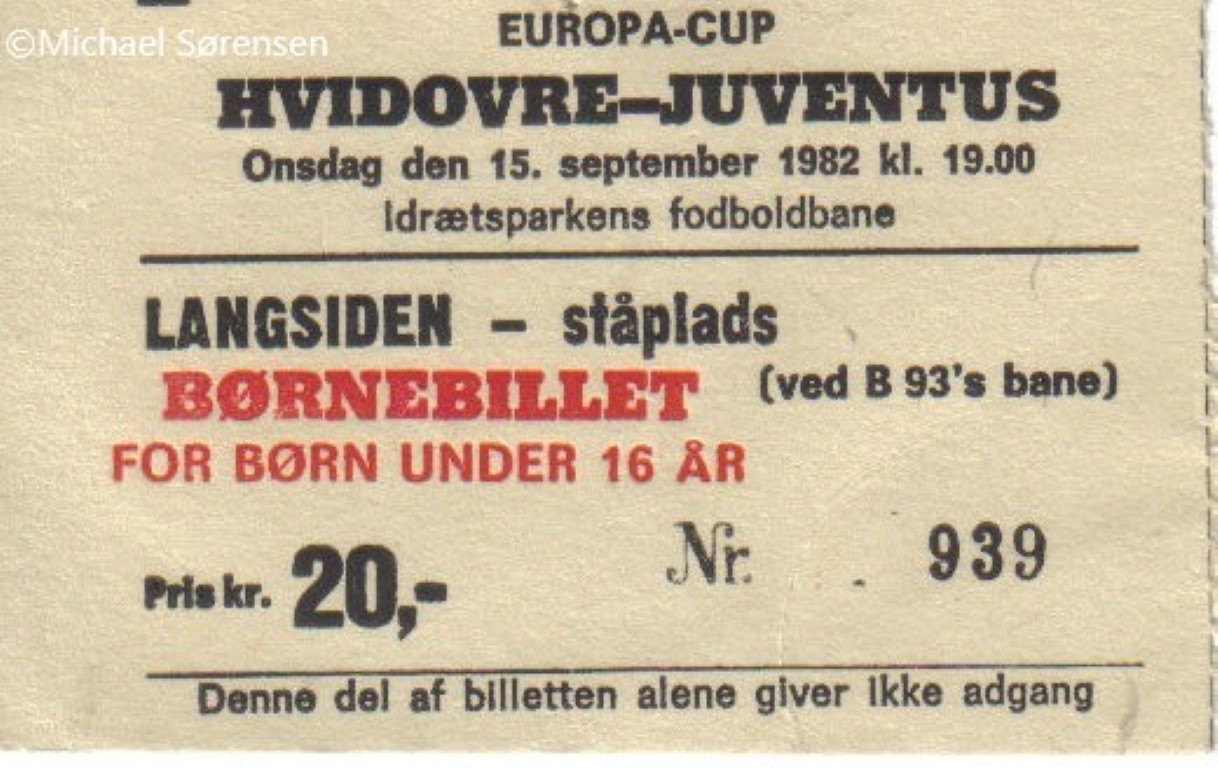 ©Michael Sørensen
EUROPA-CUP
HVIDOVRE–JUVENTUS
Onsdag den 15. september 1982 kl. 19.00
Idrætsparkens fodboldbane
LANGSIDEN – ståplads
BØRNEBILLET (ved B 93's bane)
FOR BØRN UNDER 16 ÅR
Pris kr. 20,- Nr. 939
Denne del af billetten alene giver ikke adgang